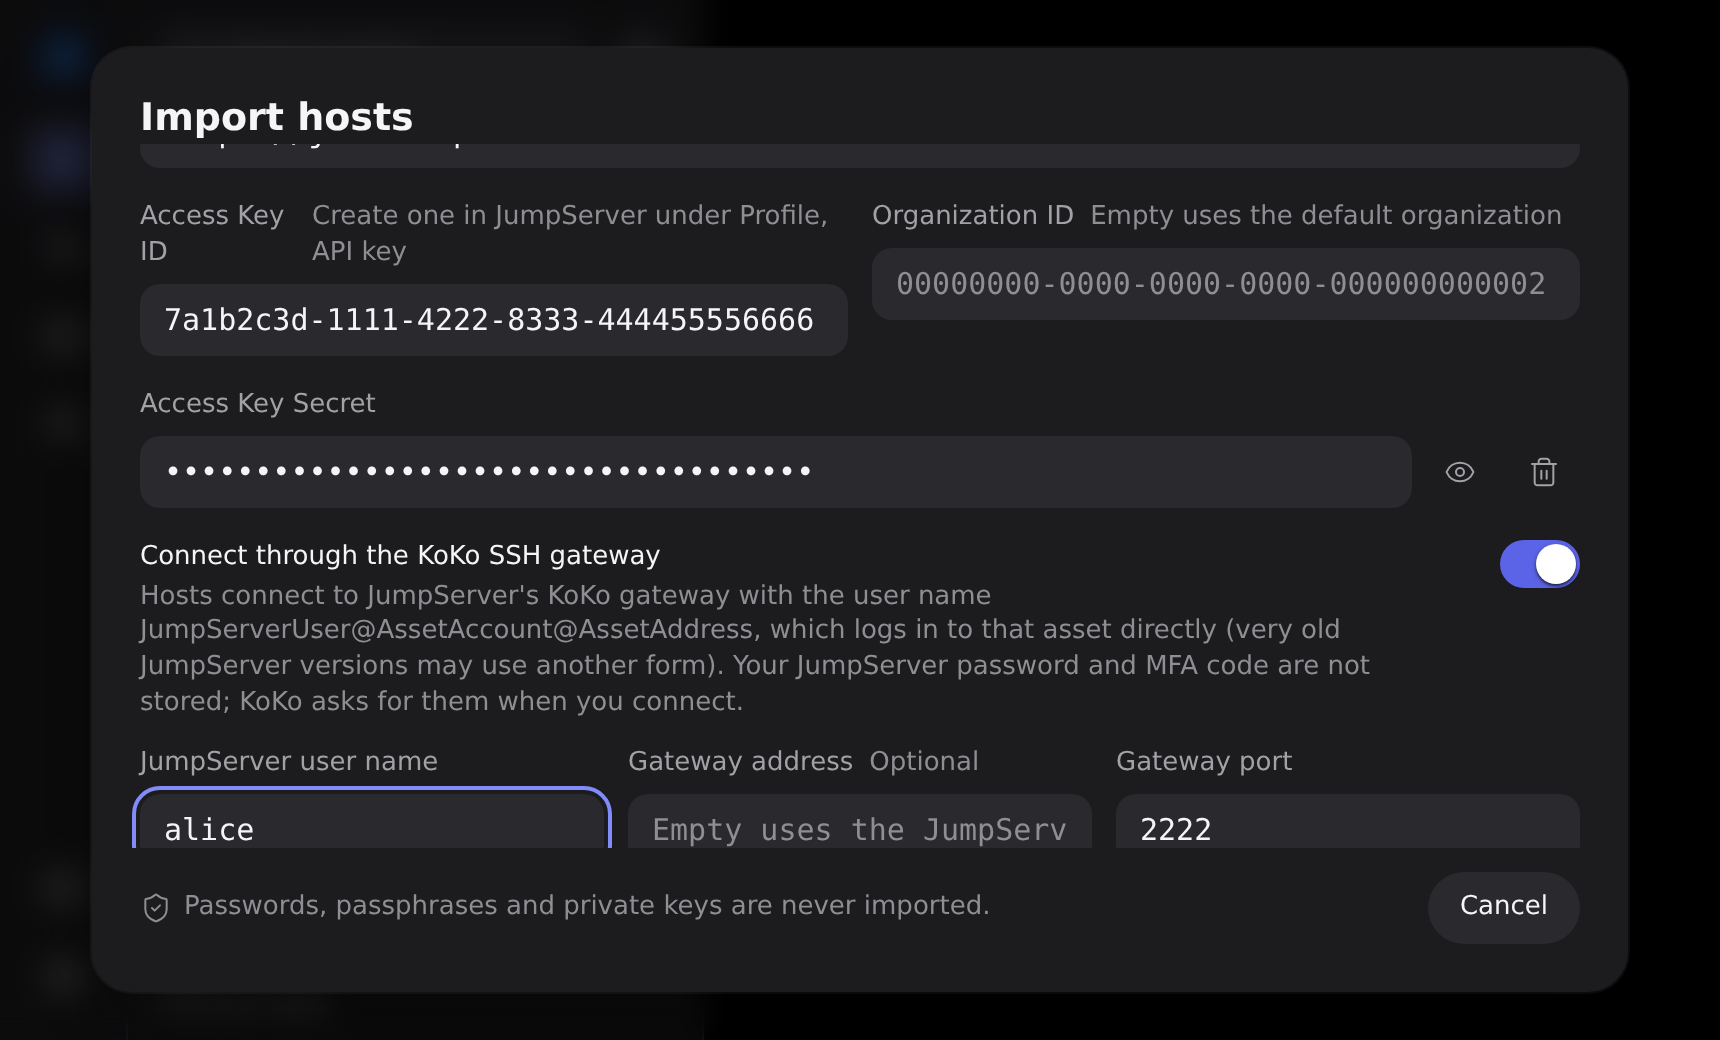 Import hosts
Access Key ID
Create one in JumpServer under Profile, API key
Organization ID Empty uses the default organization
7a1b2c3d-1111-4222-8333-444455556666
00000000-0000-0000-0000-000000000002
Access Key Secret
••••••••••••••••••••••••••••••••••••
Connect through the KoKo SSH gateway
Hosts connect to JumpServer's KoKo gateway with the user name
JumpServerUser@AssetAccount@AssetAddress, which logs in to that asset directly (very old
JumpServer versions may use another form). Your JumpServer password and MFA code are not
stored; KoKo asks for them when you connect.
JumpServer user name
Gateway address Optional
Gateway port
alice
Empty uses the JumpServ
2222
Passwords, passphrases and private keys are never imported.
Cancel